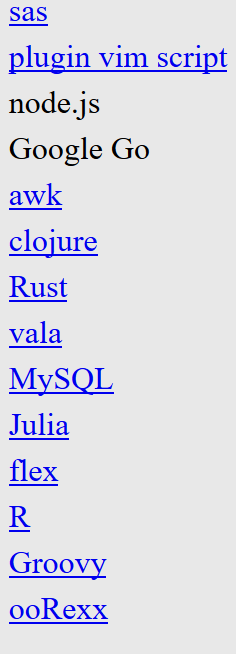 sas
plugin vim script
node.js
Google Go
awk
clojure
Rust
vala
MySQL
Julia
flex
R
Groovy
ooRexx